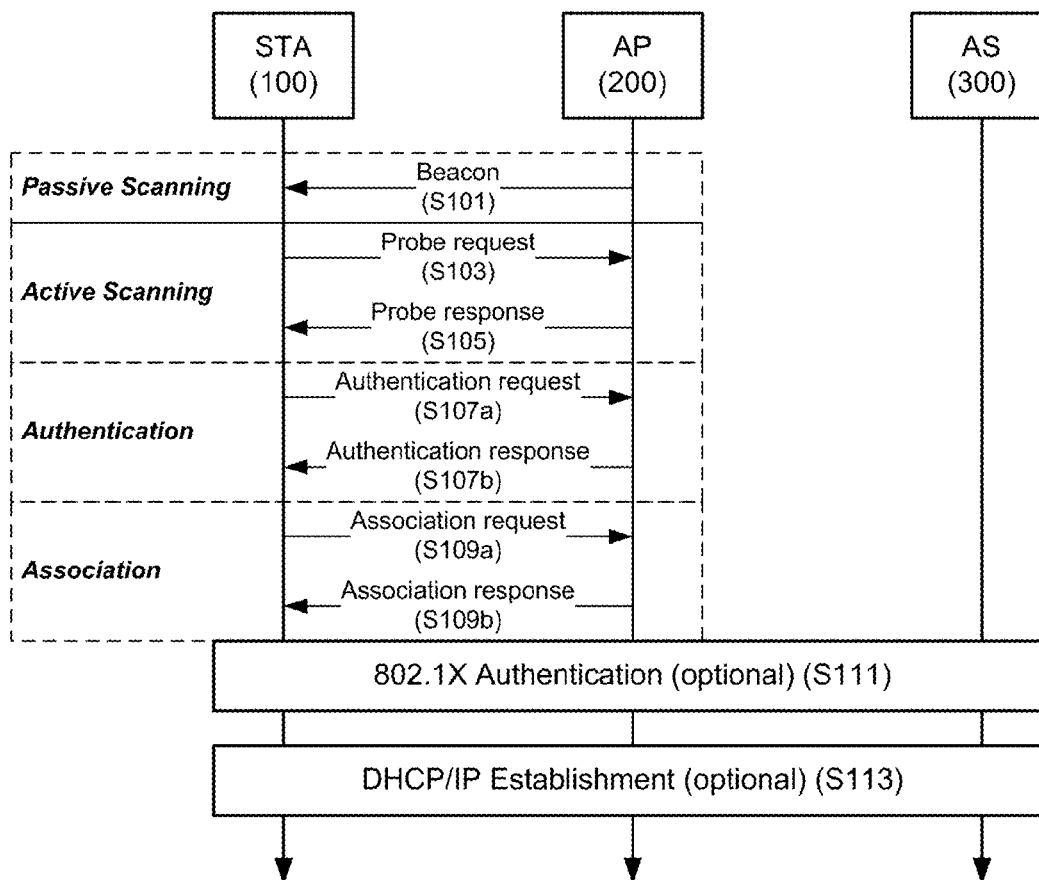 STA
(100)
AP
(200)
AS
(300)
Passive Scanning
Beacon
(S101)
Active Scanning
Probe request
(S103)
Probe response
(S105)
Authentication
Authentication request
(S107a)
Authentication response
(S107b)
Association
Association request
(S109a)
Association response
(S109b)
802.1X Authentication (optional) (S111)
DHCP/IP Establishment (optional) (S113)